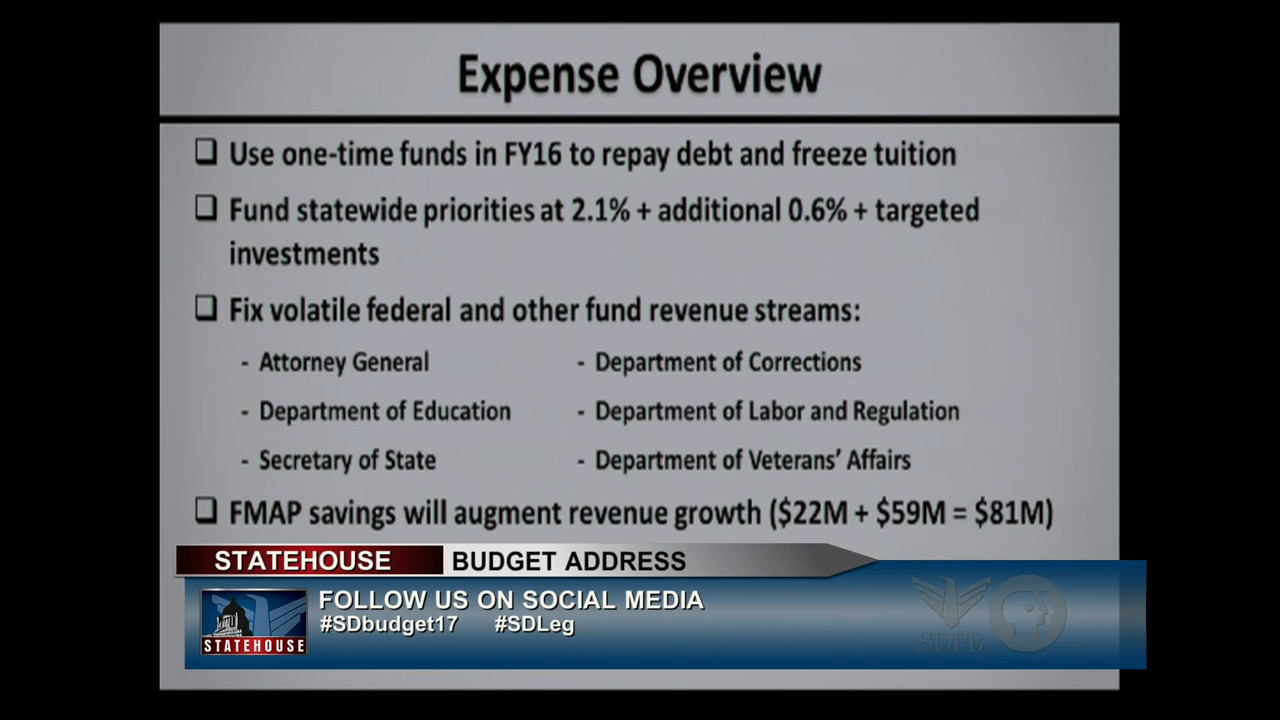 Expense Overview
❑ Use one-time funds in FY16 to repay debt and freeze tuition
❑ Fund statewide priorities at 2.1% + additional 0.6% + targeted
investments
❑ Fix volatile federal and other fund revenue streams:
- Attorney General
- Department of Corrections
- Department of Education
- Department of Labor and Regulation
- Secretary of State
- Department of Veterans' Affairs
❑ FMAP savings will augment revenue growth ($22M + $59M = $81M)
STATEHOUSE
BUDGET ADDRESS
FOLLOW US ON SOCIAL MEDIA
#SDbudget17 #SDLeg
STATEHOUSE
SDPB